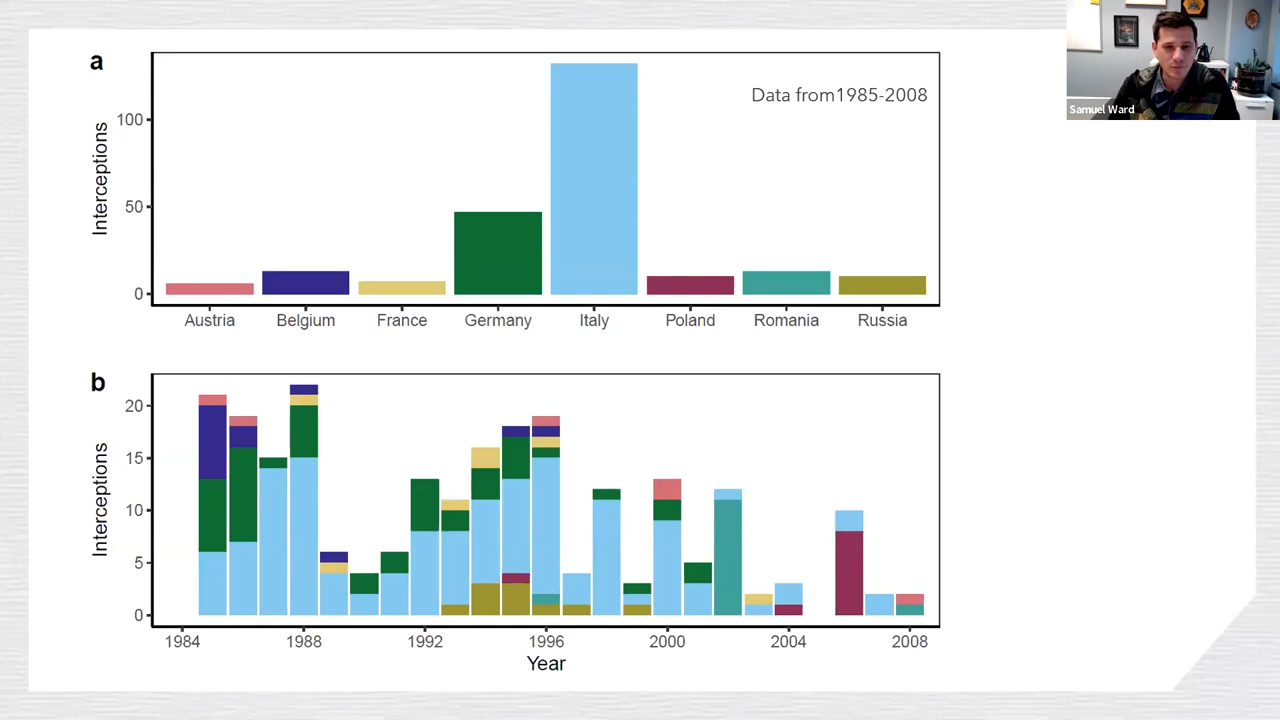 a
Data from1985-2008
Interceptions
100
50
0
Austria Belgium France Germany Italy Poland Romania Russia
b
Interceptions
20
15
10
5
0
1984 1988 1992 1996 2000 2004 2008
Year
Samuel Ward